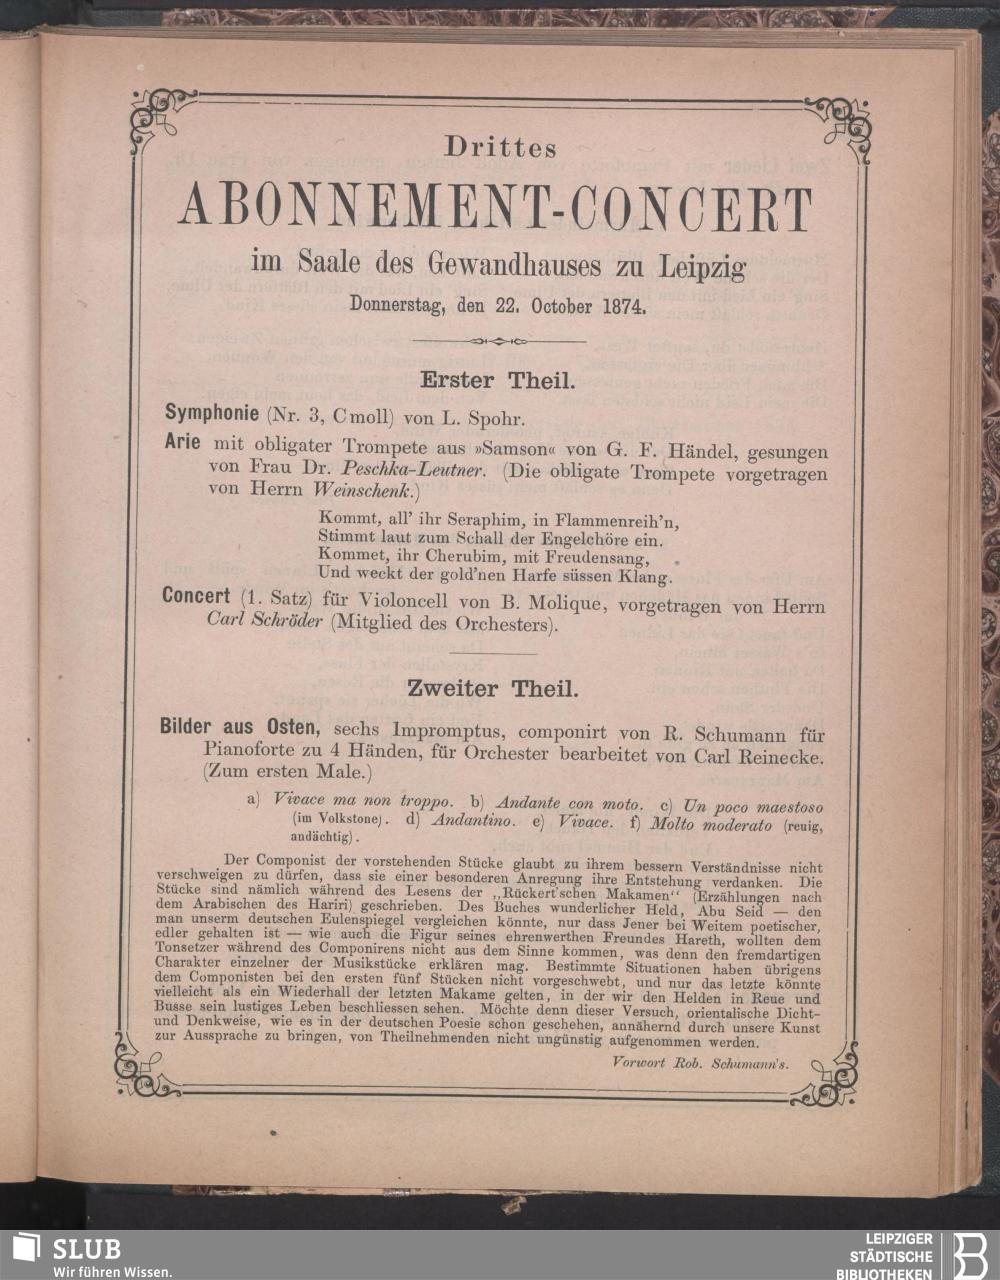 Drittes
ABONNEMENT-CONCERT
im Saale des Gewandhauses zu Leipzig
Donnerstag, den 22. October 1874.
Erster Theil.
Symphonie (Nr. 3, Cmoll) von L. Spohr.
Arie mit obligater Trompete aus »Samson« von G. F. Händel, gesungen
von Frau Dr. Peschka-Leutner. (Die obligate Trompete vorgetragen
von Herrn Weinschenk.)
Kommt, all' ihr Seraphim, in Flammenreih'n,
Stimmt laut zum Schall der Engelchöre ein.
Kommet, ihr Cherubim, mit Freudensang,
Und weckt der gold'nen Harfe süssen Klang.
Concert (1. Satz) für Violoncell von B. Molique, vorgetragen von Herrn
Carl Schröder (Mitglied des Orchesters).
Zweiter Theil.
Bilder aus Osten, sechs Impromptus, componirt von R. Schumann für
Pianoforte zu 4 Händen, für Orchester bearbeitet von Carl Reinecke.
(Zum ersten Male.)
a) Vivace ma non troppo. b) Andante con moto. c) Un poco maestoso
(im Volkstone). d) Andantino. e) Vivace. f) Molto moderato (reuig,
andächtig).
Der Componist der vorstehenden Stücke glaubt zu ihrem bessern Verständnisse nicht
verschweigen zu dürfen, dass sie einer besonderen Anregung ihre Entstehung verdanken. Die
Stücke sind nämlich während des Lesens der „Rückert'schen Makamen“ (Erzählungen nach
dem Arabischen des Hariri) geschrieben. Des Buches wunderlicher Held, Abu Seid — den
man unserm deutschen Eulenspiegel vergleichen könnte, nur dass Jener bei Weitem poetischer,
edler gehalten ist — wie auch die Figur seines ehrenwerthen Freundes Hareth, wollten dem
Tonsetzer während des Componirens nicht aus dem Sinne kommen, was denn den fremdartigen
Charakter einzelner der Musikstücke erklären mag. Bestimmte Situationen haben übrigens
dem Componisten bei den ersten fünf Stücken nicht vorgeschwebt, und nur das letzte könnte
vielleicht als ein Wiederhall der letzten Makame gelten, in der wir den Helden in Reue und
Busse sein lustiges Leben beschliessen sehen. Möchte denn dieser Versuch, orientalische Dicht-
und Denkweise, wie es in der deutschen Poesie schon geschehen, annähernd durch unsere Kunst
zur Aussprache zu bringen, von Theilnehmenden nicht ungünstig aufgenommen werden.
Vorwort Rob. Schumann's.
SLUB
Wir führen Wissen.
LEIPZIGER
STÄDTISCHE
BIBLIOTHEKEN